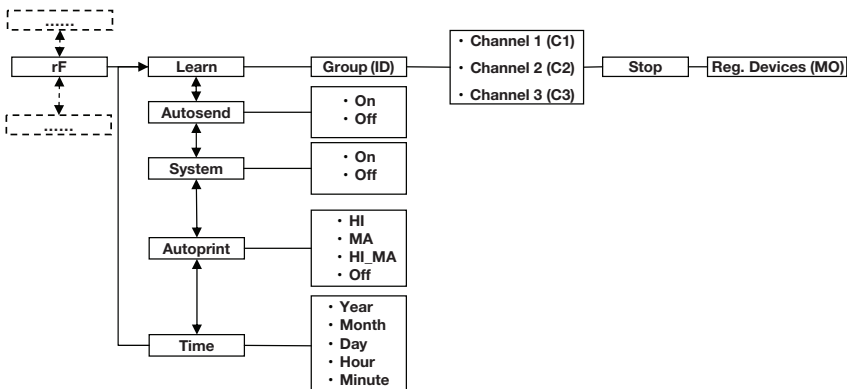 ......
rF
......
Learn
Group (ID)
· Channel 1 (C1)
· Channel 2 (C2)
· Channel 3 (C3)
Stop
Reg. Devices (MO)
Autosend
· On
· Off
System
· On
· Off
Autoprint
· HI
· MA
· HI_MA
· Off
Time
· Year
· Month
· Day
· Hour
· Minute